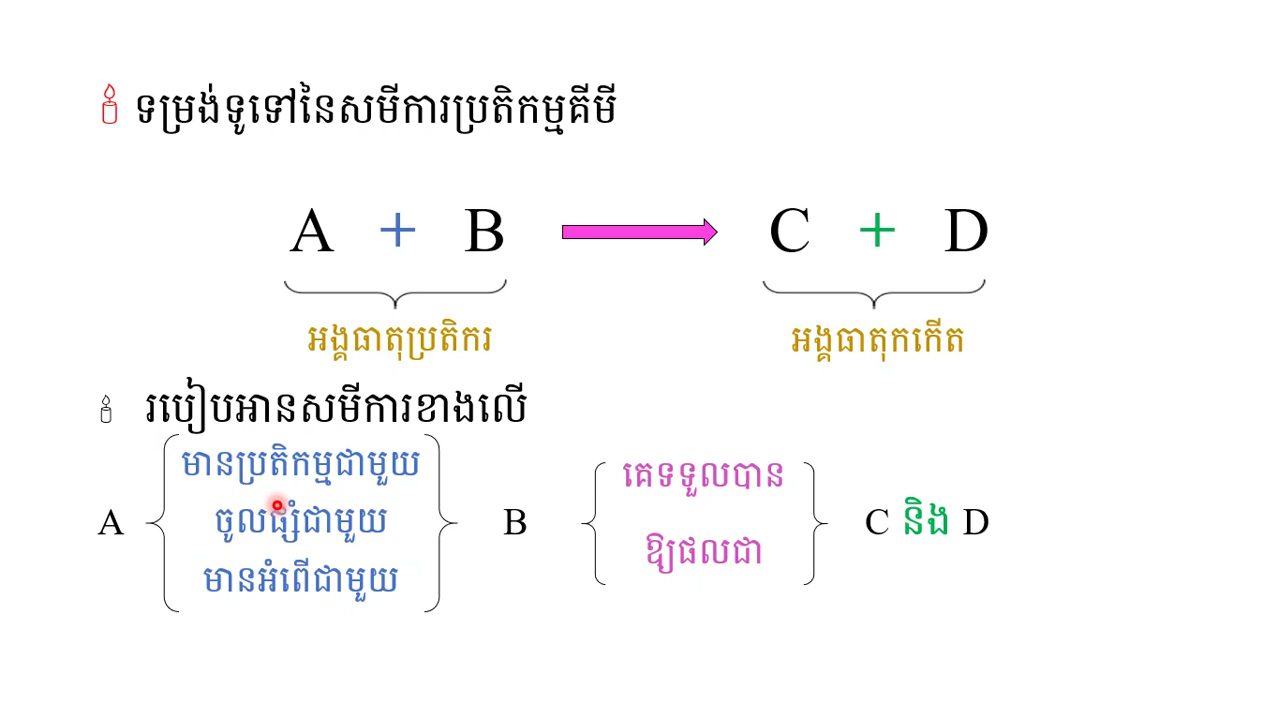 ទម្រង់ទូទៅនៃសមីការប្រតិកម្មគីមី
A + B C + D
អង្គធាតុប្រតិករ អង្គធាតុកកើត
របៀបអានសមីការខាងលើ
មានប្រតិកម្មជាមួយ
គេទទួលបាន
A ចូលផ្សំជាមួយ B C និង D
ឱ្យផលជា
មានអំពើជាមួយ